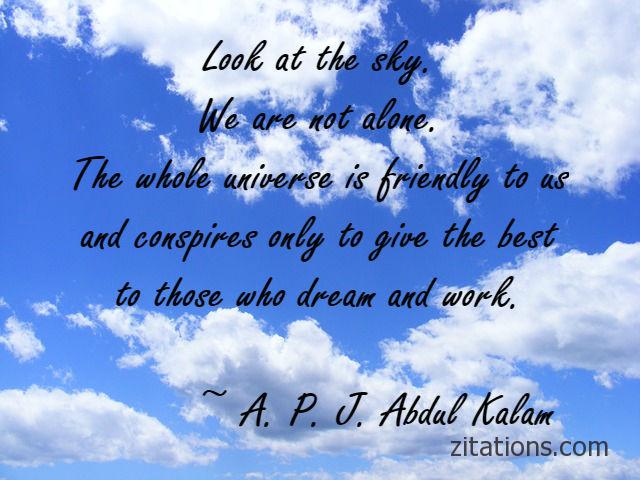 Look at the sky.
We are not alone.
The whole universe is friendly to us
and conspires only to give the best
to those who dream and work.
~ A. P. J. Abdul Kalam
zitations.com